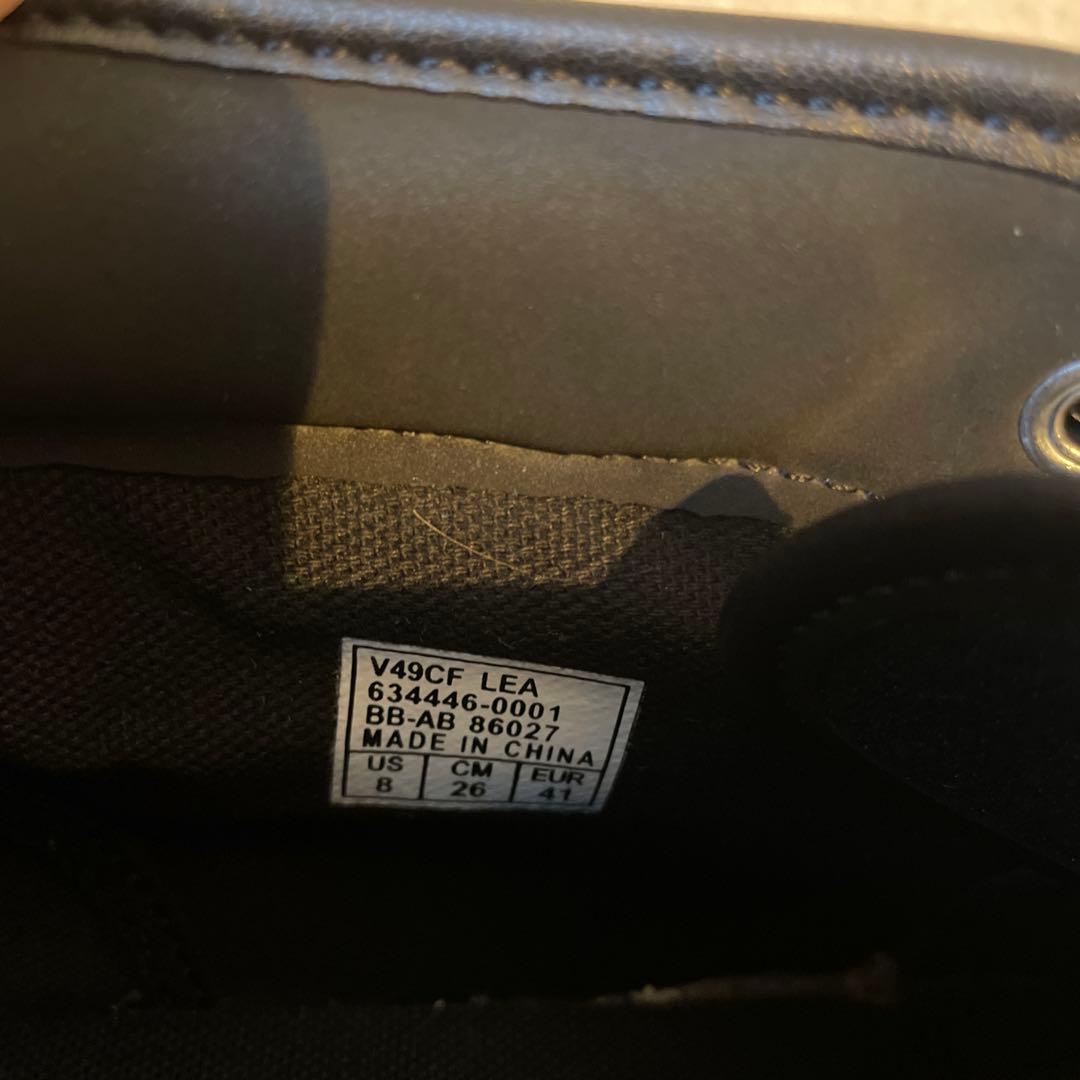 V49CF LEA
634446-0001
BB-AB 86027
MADE IN CHINA
US CM EUR
8 26 41